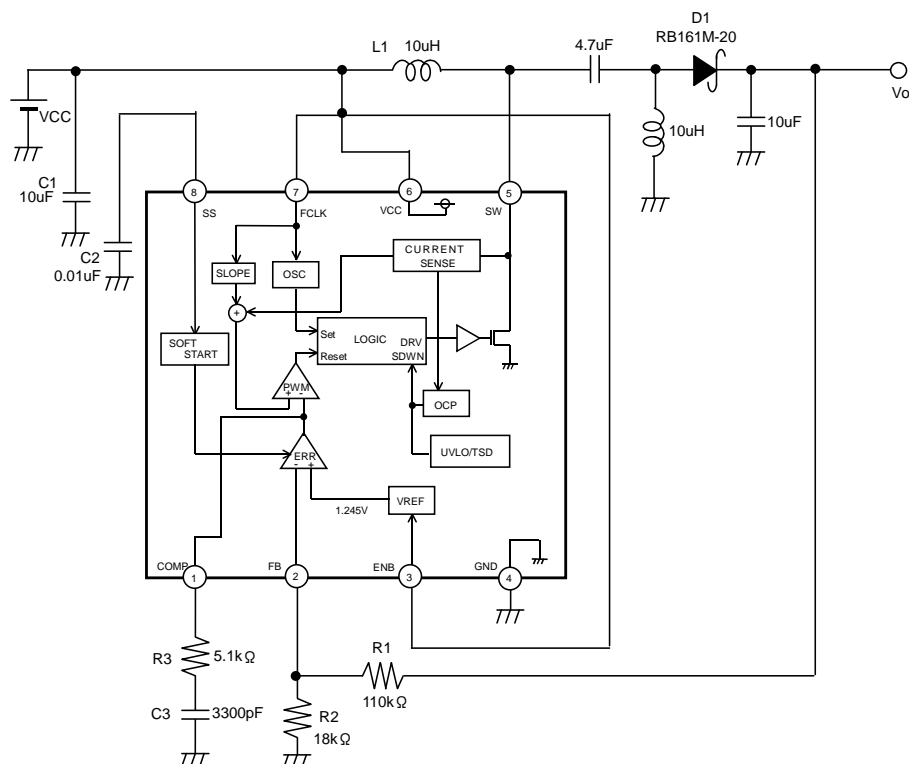 D1
RB161M-20
L1 10uH
4.7uF
Vo
VCC
10uH
10uF
C1
10uF
8
7
6
5
SS
FCLK
VCC
SW
C2
0.01uF
CURRENT
SENSE
SLOPE
OSC
+
Set
LOGIC
DRV
Reset
SDWN
SOFT
START
PWM
+ -
OCP
ERR
- +
UVLO/TSD
1.245V
VREF
COMP
FB
ENB
GND
1
2
3
4
R3
5.1kΩ
R1
110kΩ
C3
3300pF
R2
18kΩ